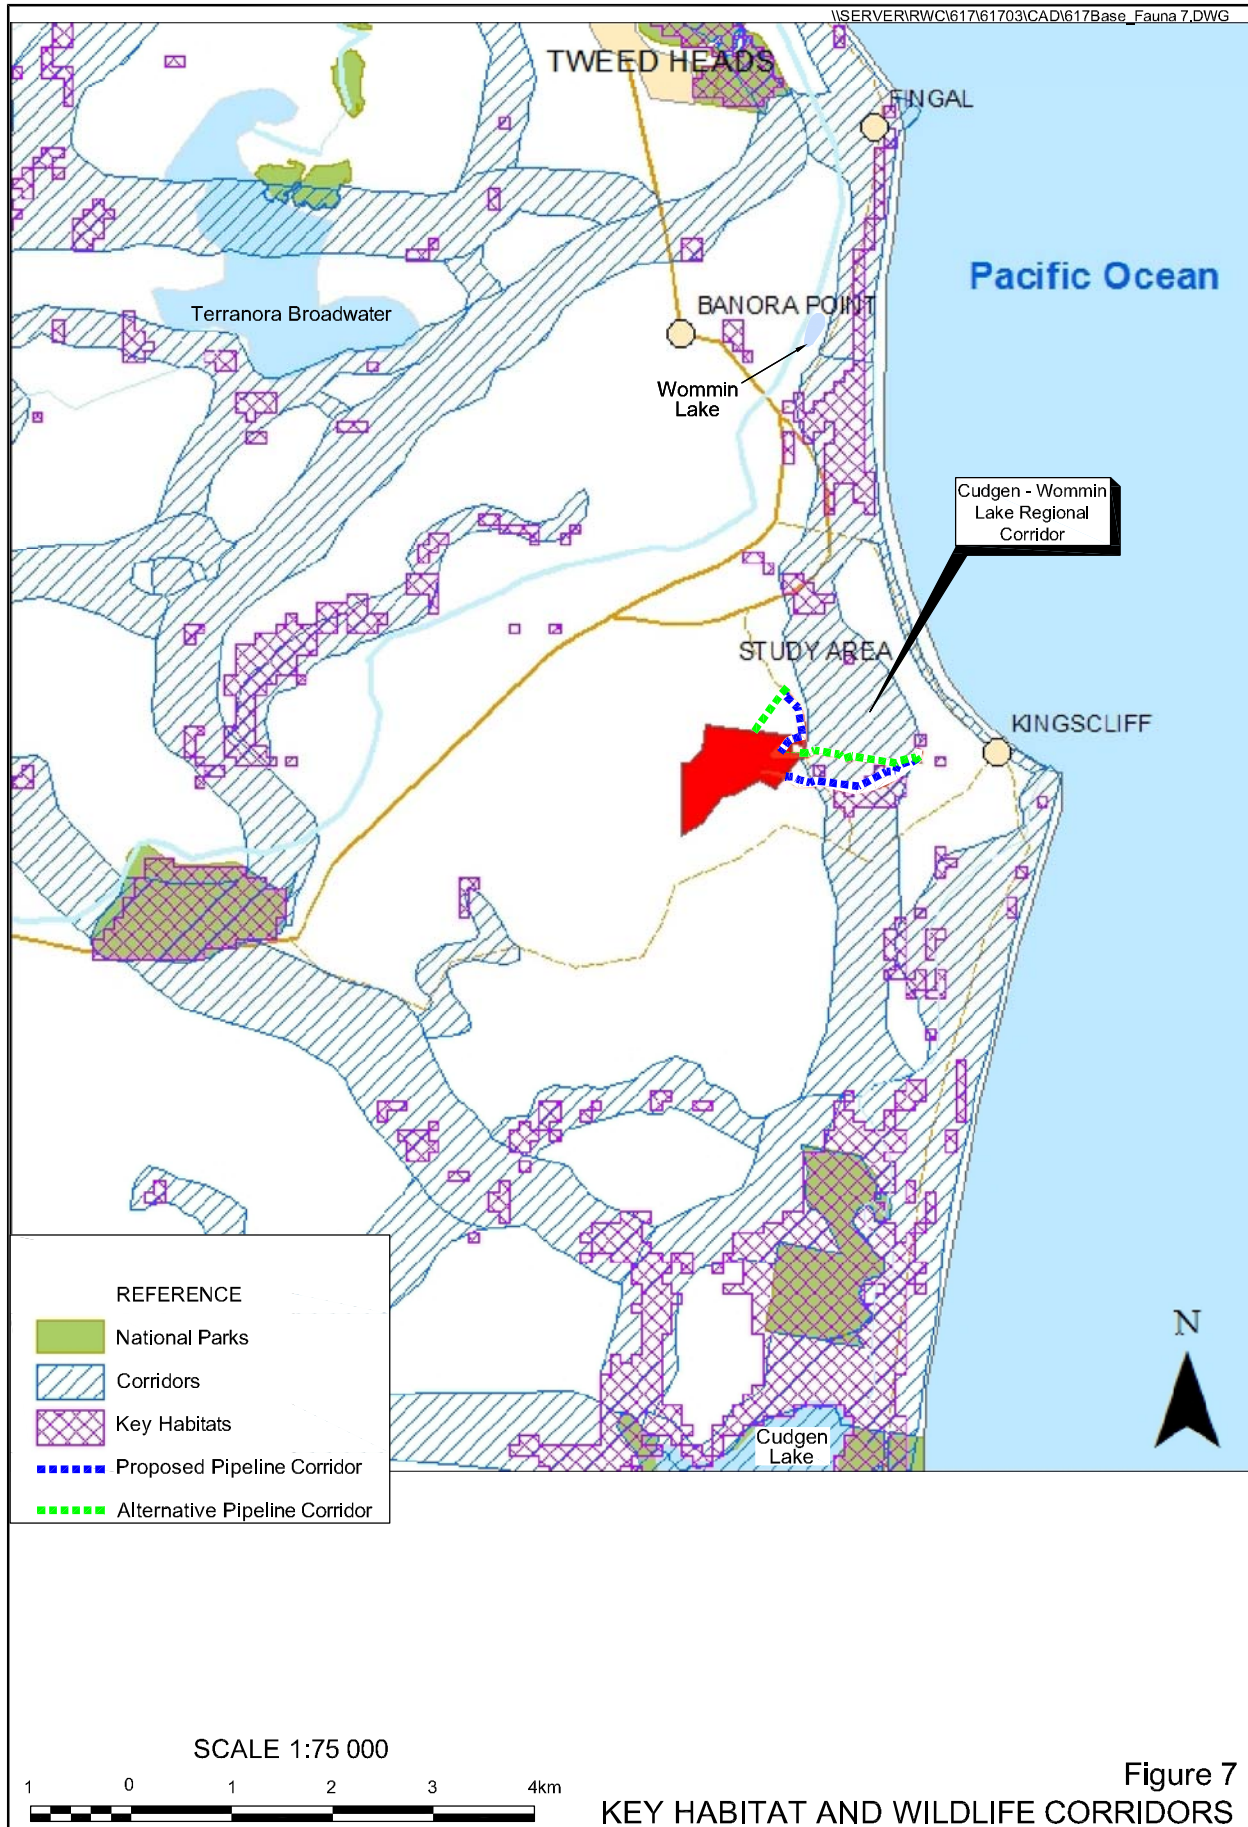 \\SERVER\RWC\617\61703\CAD\617Base_Fauna 7.DWG
TWEED HEADS
FINGAL
Pacific Ocean
BANORA POINT
Terranora Broadwater
Wommin
Lake
Cudgen - Wommin
Lake Regional
Corridor
STUDY AREA
KINGSCLIFF
REFERENCE
National Parks
Corridors
Key Habitats
Proposed Pipeline Corridor
Alternative Pipeline Corridor
Cudgen
Lake
N
SCALE 1:75 000
1 0 1 2 3 4km
Figure 7
KEY HABITAT AND WILDLIFE CORRIDORS